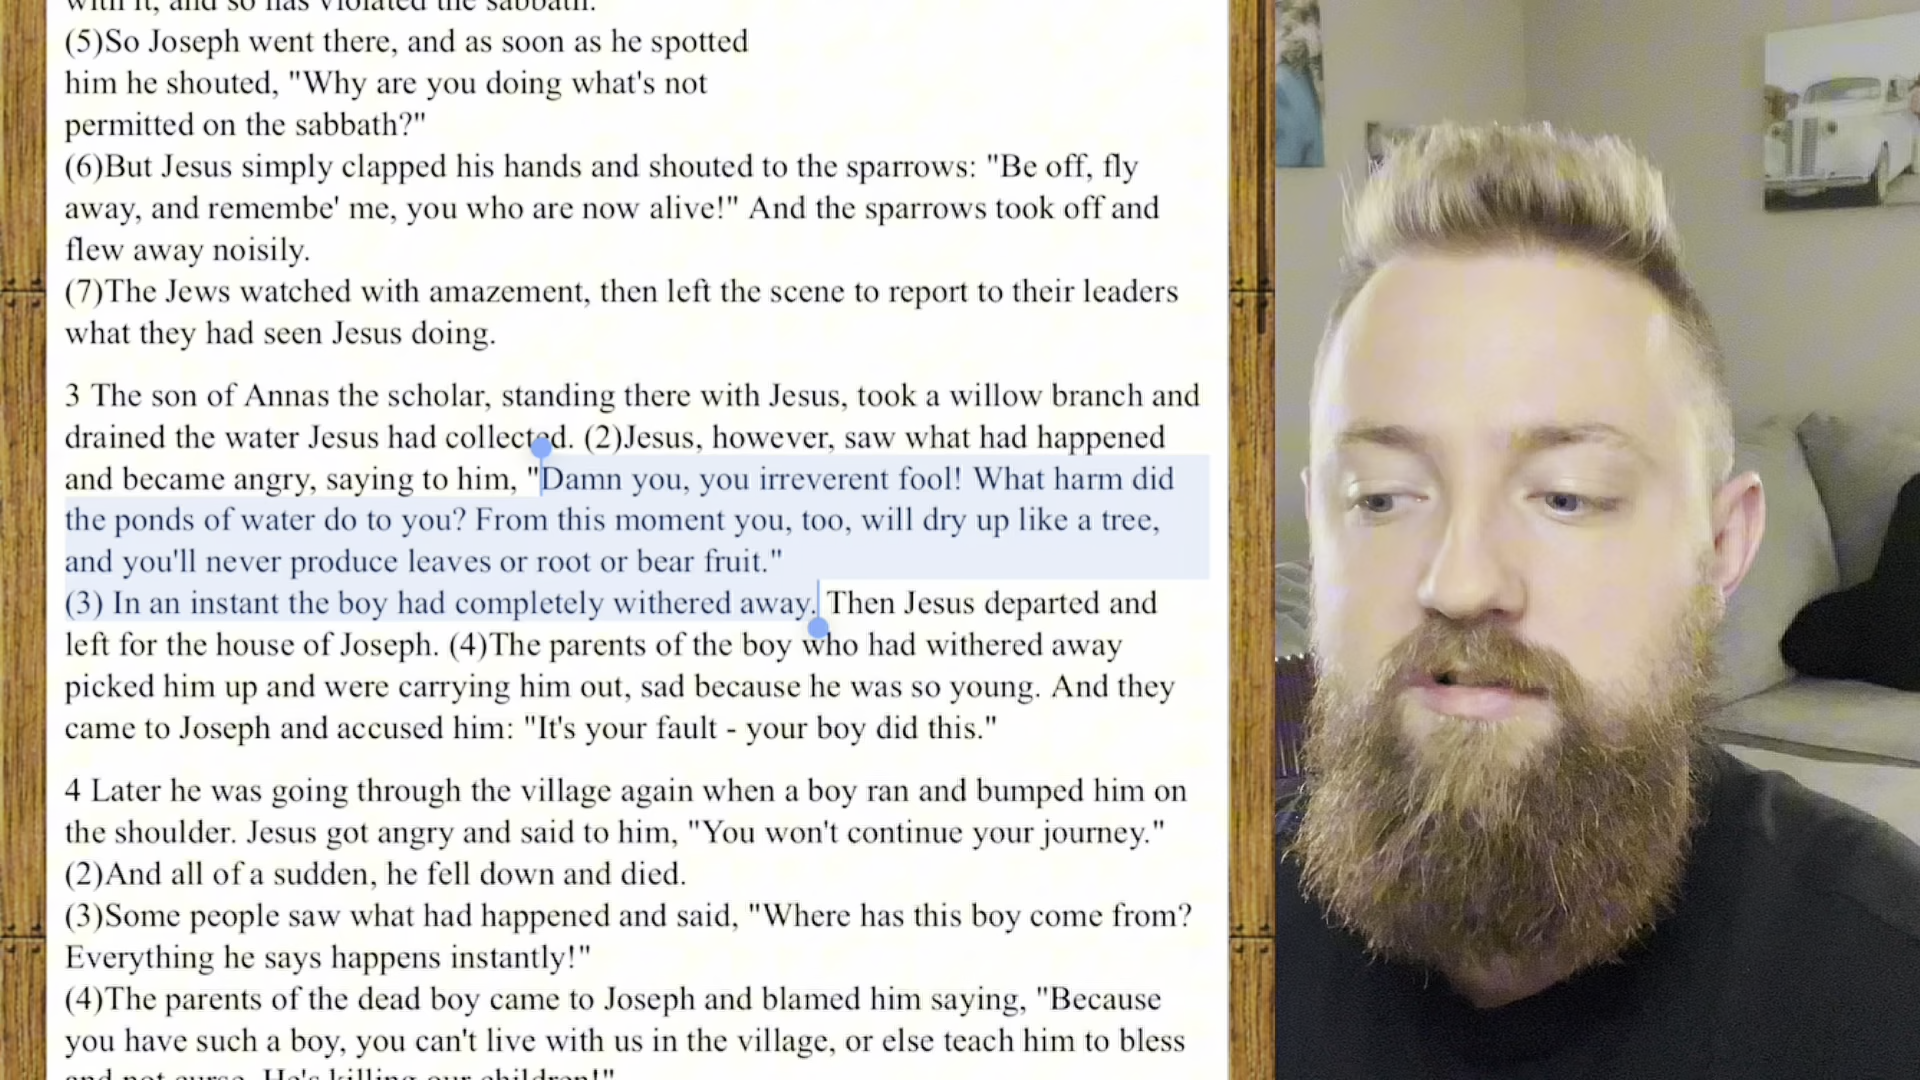 with it, and so has violated the sabbath."
(5)So Joseph went there, and as soon as he spotted
him he shouted, "Why are you doing what's not
permitted on the sabbath?"
(6)But Jesus simply clapped his hands and shouted to the sparrows: "Be off, fly
away, and remembe' me, you who are now alive!" And the sparrows took off and
flew away noisily.
(7)The Jews watched with amazement, then left the scene to report to their leaders
what they had seen Jesus doing.
3 The son of Annas the scholar, standing there with Jesus, took a willow branch and
drained the water Jesus had collected. (2)Jesus, however, saw what had happened
and became angry, saying to him, "Damn you, you irreverent fool! What harm did
the ponds of water do to you? From this moment you, too, will dry up like a tree,
and you'll never produce leaves or root or bear fruit."
(3) In an instant the boy had completely withered away. Then Jesus departed and
left for the house of Joseph. (4)The parents of the boy who had withered away
picked him up and were carrying him out, sad because he was so young. And they
came to Joseph and accused him: "It's your fault - your boy did this."
4 Later he was going through the village again when a boy ran and bumped him on
the shoulder. Jesus got angry and said to him, "You won't continue your journey."
(2)And all of a sudden, he fell down and died.
(3)Some people saw what had happened and said, "Where has this boy come from?
Everything he says happens instantly!"
(4)The parents of the dead boy came to Joseph and blamed him saying, "Because
you have such a boy, you can't live with us in the village, or else teach him to bless
and not curse. He's killing our children!"